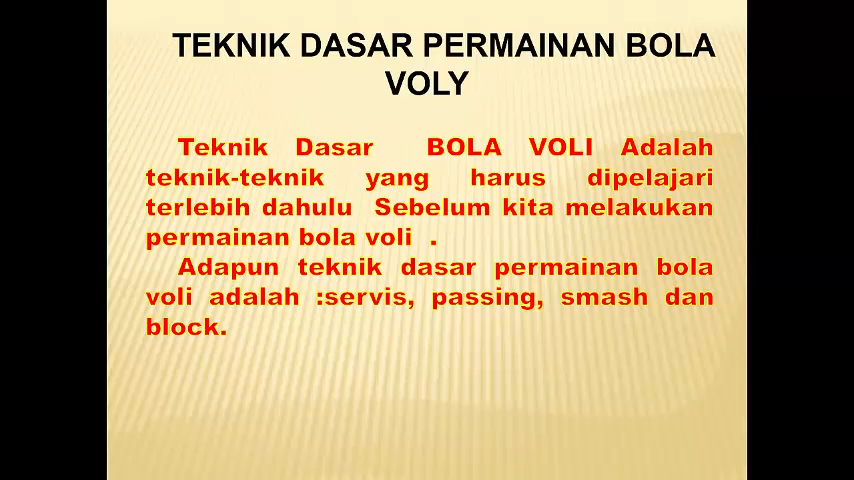 TEKNIK DASAR PERMAINAN BOLA
VOLY
Teknik Dasar BOLA VOLI Adalah
teknik-teknik yang harus dipelajari
terlebih dahulu Sebelum kita melakukan
permainan bola voli .
Adapun teknik dasar permainan bola
voli adalah :servis, passing, smash dan
block.